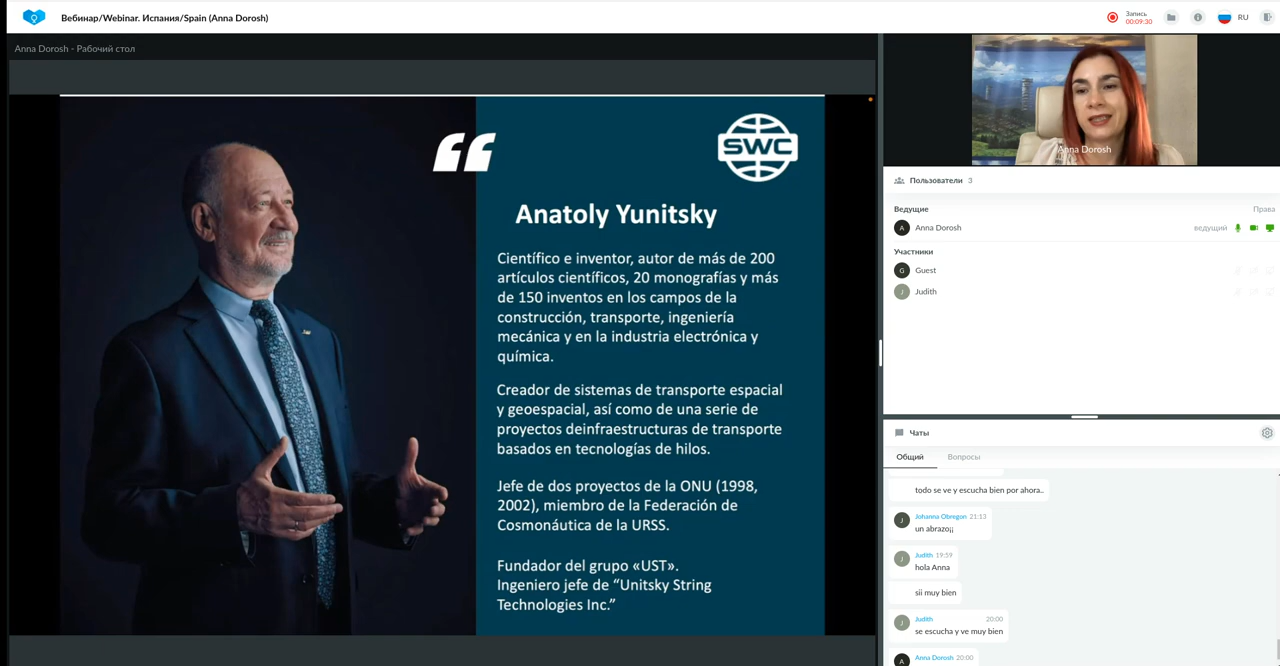 Вебинар/Webinar. Испания/Spain (Anna Dorosh)
Запись
00:09:30
RU
Anna Dorosh - Рабочий стол
“
SWC
Anatoly Yunitsky
Científico e inventor, autor de más de 200
artículos científicos, 20 monografías y más
de 150 inventos en los campos de la
construcción, transporte, ingeniería
mecánica y en la industria electrónica y
química.
Creador de sistemas de transporte espacial
y geoespacial, así como de una serie de
proyectos deinfraestructuras de transporte
basados en tecnologías de hilos.
Jefe de dos proyectos de la ONU (1998,
2002), miembro de la Federación de
Cosmonáutica de la URSS.
Fundador del grupo «UST».
Ingeniero jefe de “Unitsky String
Technologies Inc.”
Anna Dorosh
Пользователи 3
Ведущие Права
A Anna Dorosh ведущий
Участники
G Guest
J Judith
Чаты
Общий Вопросы
todo se ve y escucha bien por ahora..
J Johanna Obregon 21:13
un abrazo¡¡
J Judith 19:59
hola Anna
sii muy bien
J Judith 20:00
se escucha y ve muy bien
A Anna Dorosh 20:00